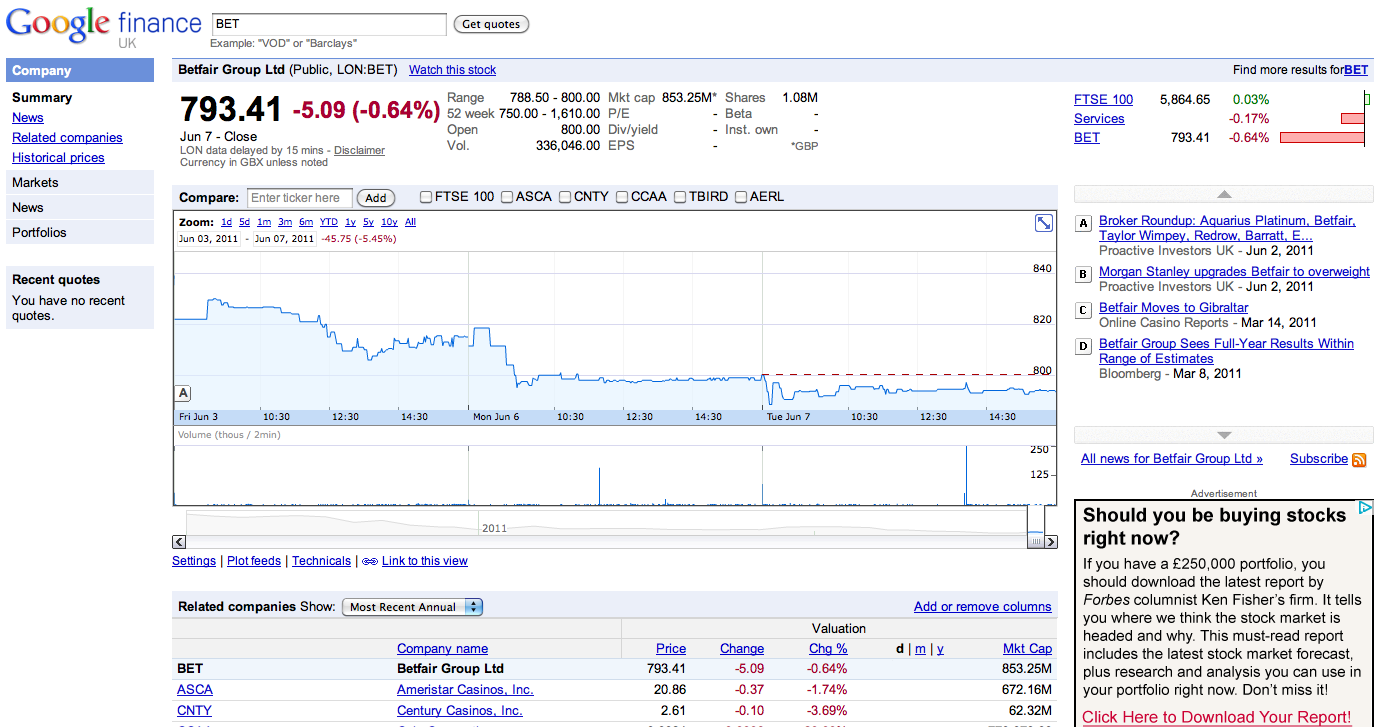 Google finance
UK
BET
Get quotes
Example: "VOD" or "Barclays"
Company
Summary
News
Related companies
Historical prices
Markets
News
Portfolios
Recent quotes
You have no recent
quotes.
Betfair Group Ltd (Public, LON:BET) Watch this stock
Find more results for BET
793.41 -5.09 (-0.64%)
Jun 7 - Close
LON data delayed by 15 mins - Disclaimer
Currency in GBX unless noted
Range 788.50 - 800.00 Mkt cap 853.25M* Shares 1.08M
52 week 750.00 - 1,610.00 P/E - Beta -
Open 800.00 Div/yield - Inst. own -
Vol. 336,046.00 EPS - *GBP
FTSE 100 5,864.65 0.03%
Services -0.17%
BET 793.41 -0.64%
Compare: Enter ticker here Add FTSE 100 ASCA CNTY CCAA TBIRD AERL
Zoom: 1d 5d 1m 3m 6m YTD 1y 5y 10y All
Jun 03, 2011 - Jun 07, 2011 -45.75 (-5.45%)
840
820
800
A
Fri Jun 3 10:30 12:30 14:30 Mon Jun 6 10:30 12:30 14:30 Tue Jun 7 10:30 12:30 14:30
Volume (thous / 2min)
250
125
2011
Settings | Plot feeds | Technicals | Link to this view
A Broker Roundup: Aquarius Platinum, Betfair,
Taylor Wimpey, Redrow, Barratt, E...
Proactive Investors UK - Jun 2, 2011
B Morgan Stanley upgrades Betfair to overweight
Proactive Investors UK - Jun 2, 2011
C Betfair Moves to Gibraltar
Online Casino Reports - Mar 14, 2011
D Betfair Group Sees Full-Year Results Within
Range of Estimates
Bloomberg - Mar 8, 2011
All news for Betfair Group Ltd » Subscribe
Advertisement
Should you be buying stocks
right now?
If you have a £250,000 portfolio, you
should download the latest report by
Forbes columnist Ken Fisher's firm. It tells
you where we think the stock market is
headed and why. This must-read report
includes the latest stock market forecast,
plus research and analysis you can use in
your portfolio right now. Don't miss it!
Click Here to Download Your Report!
Related companies Show: Most Recent Annual Add or remove columns
Valuation
Company name Price Change Chg % d | m | y Mkt Cap
BET Betfair Group Ltd 793.41 -5.09 -0.64% 853.25M
ASCA Ameristar Casinos, Inc. 20.86 -0.37 -1.74% 672.16M
CNTY Century Casinos, Inc. 2.61 -0.10 -3.69% 62.32M